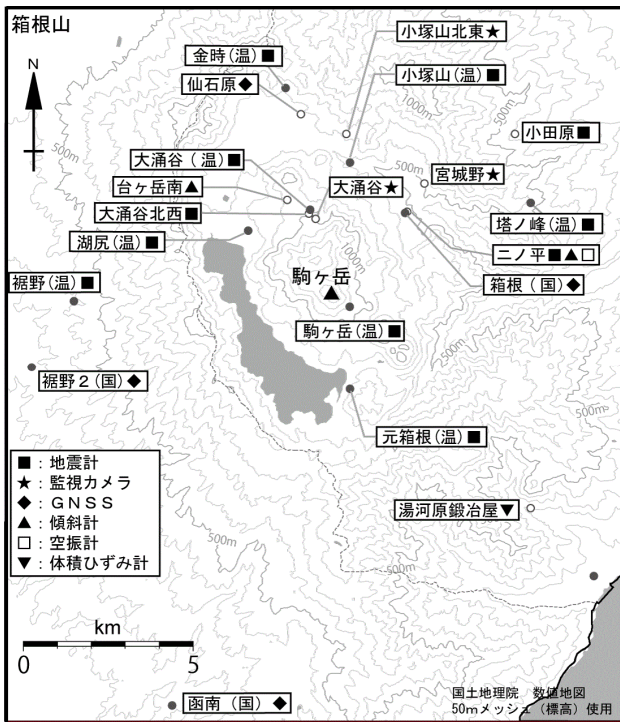 箱根山
小塚山北東★
金時(温)■
N
小塚山(温)■
仙石原◆
1000m
500m
小田原■
500m
大涌谷(温)■
500m
宮城野★
台ヶ岳南▲
大涌谷★
大涌谷北西■
塔ノ峰(温)■
湖尻(温)■
二ノ平■▲□
1000m
裾野(温)■
駒ヶ岳
箱根(国)◆
駒ヶ岳(温)■
500m
裾野2(国)◆
元箱根(温)■
■:地震計
★:監視カメラ
◆:GNSS
▲:傾斜計
□:空振計
▼:体積ひずみ計
湯河原鍛冶屋▼
500m
500m
km
0 5
函南(国)◆
国土地理院 数値地図
50mメッシュ(標高)使用